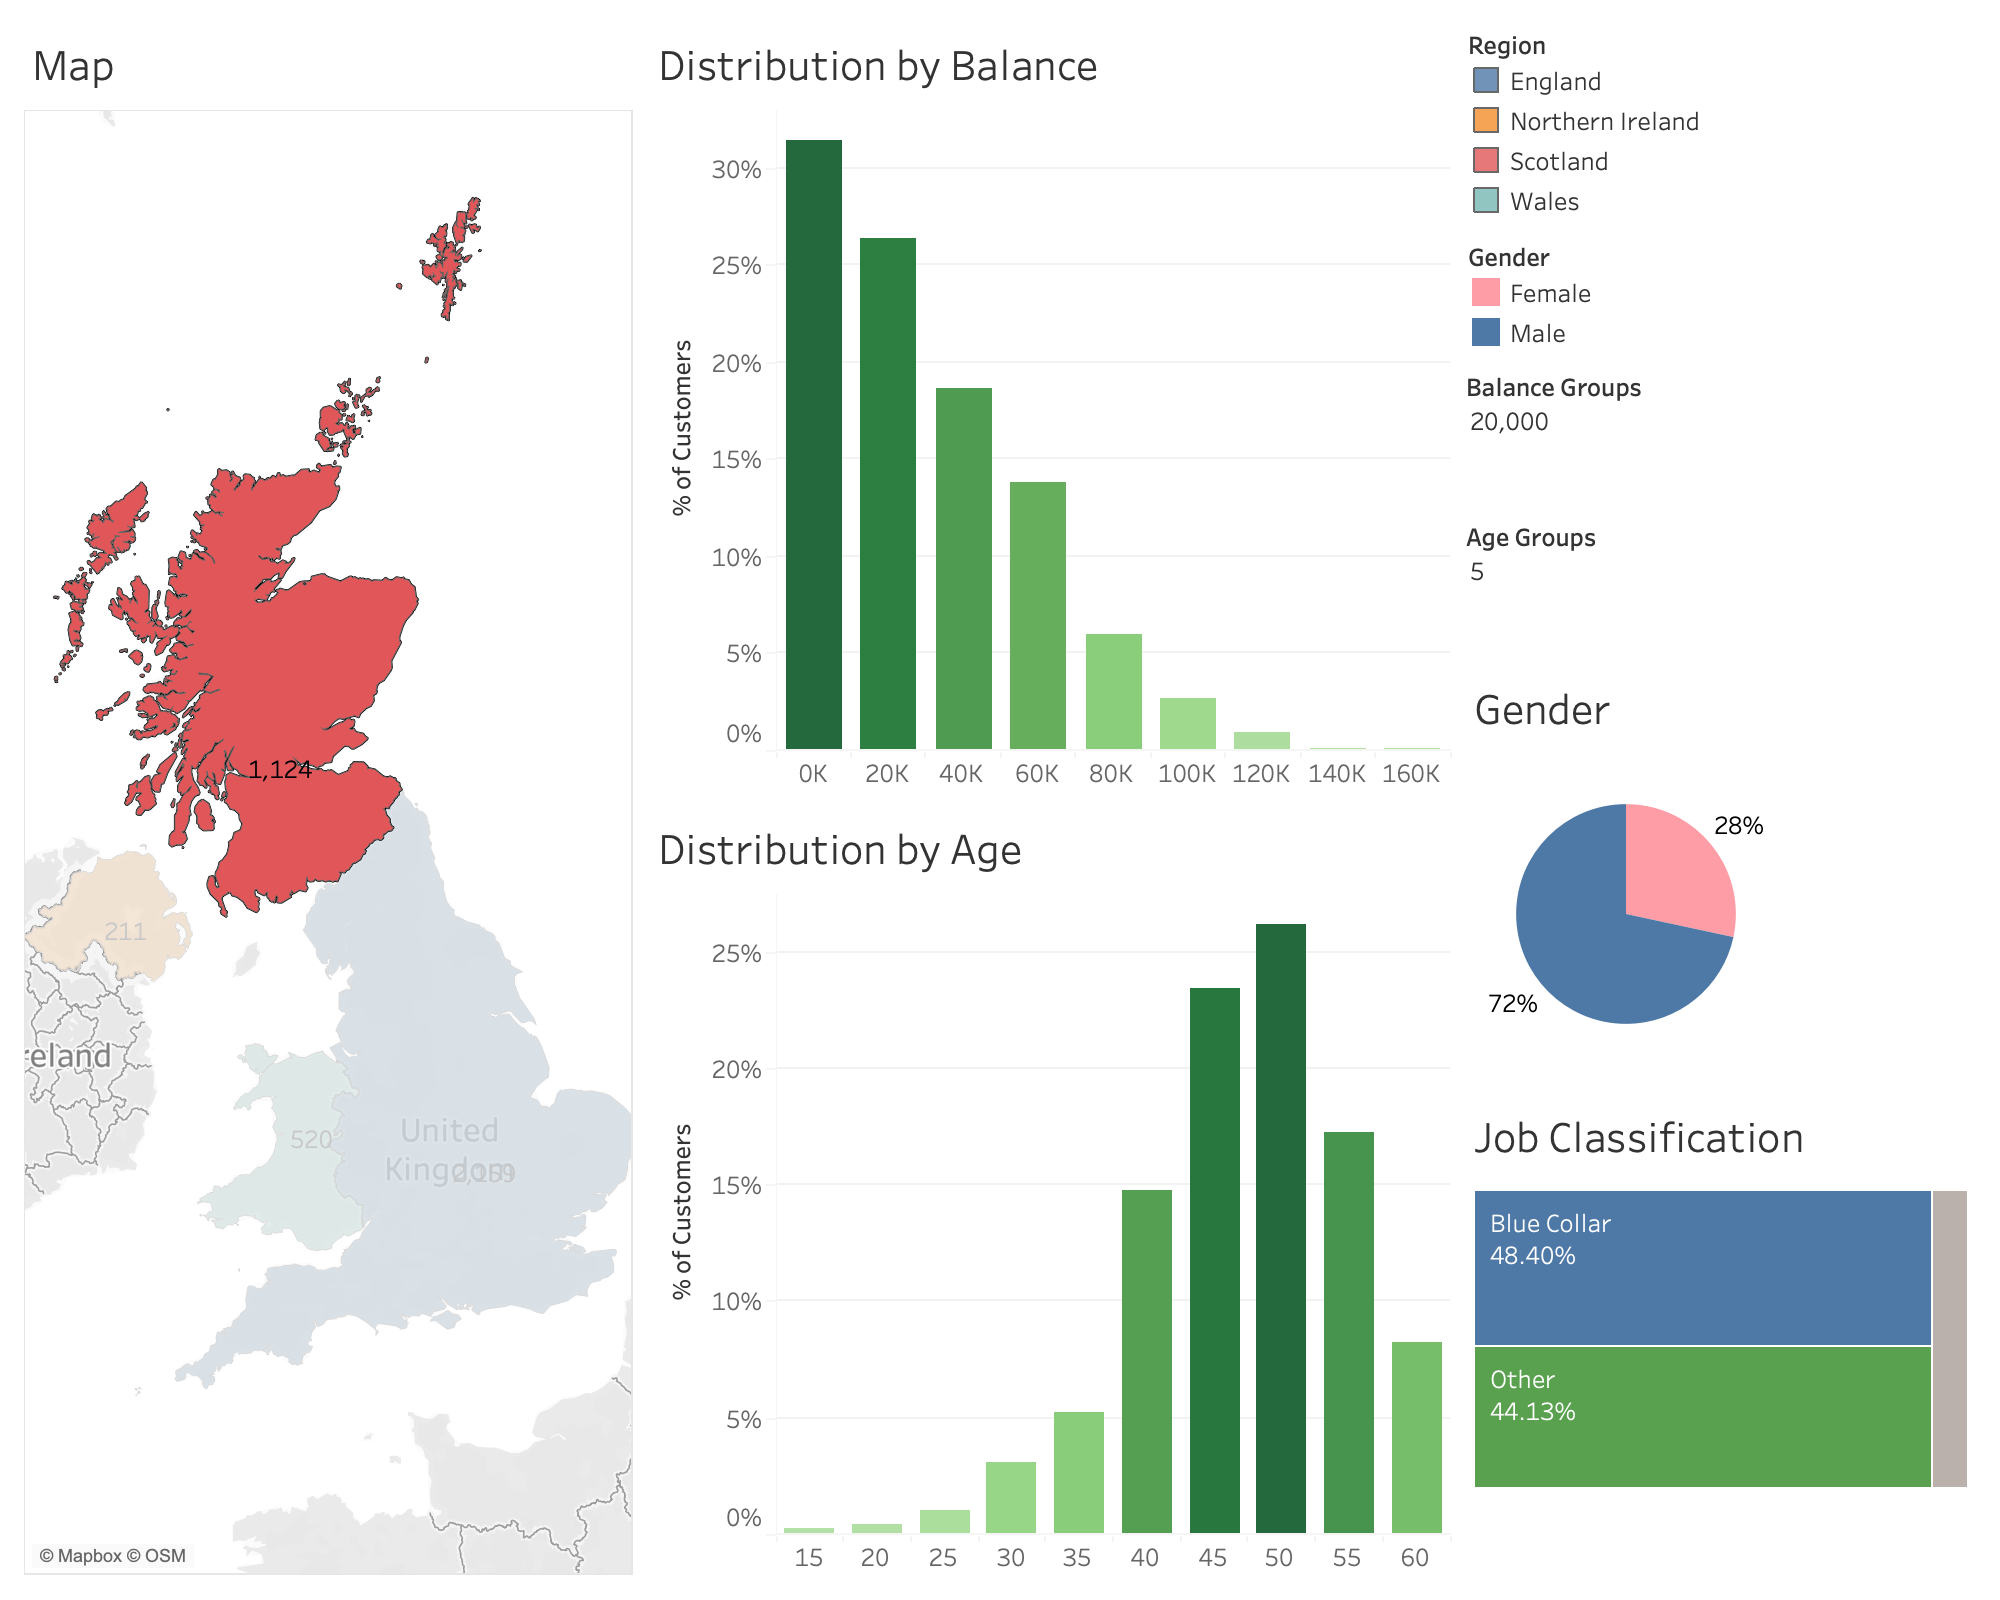 Map
1,124
211
reland
520
United
Kingdom
© Mapbox © OSM
Distribution by Balance
% of Customers
30%
25%
20%
15%
10%
5%
0%
0K 20K 40K 60K 80K 100K 120K 140K 160K
Distribution by Age
% of Customers
25%
20%
15%
10%
5%
0%
15 20 25 30 35 40 45 50 55 60
Region
England
Northern Ireland
Scotland
Wales
Gender
Female
Male
Balance Groups
20,000
Age Groups
5
Gender
28%
72%
Job Classification
Blue Collar
48.40%
Other
44.13%